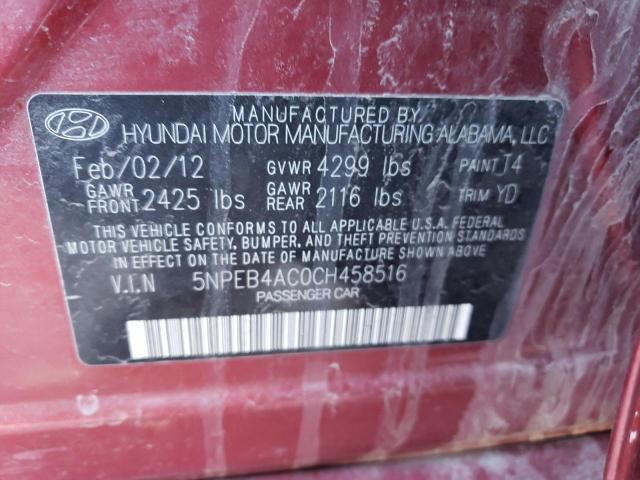 MANUFACTURED BY
HYUNDAI MOTOR MANUFACTURING ALABAMA, LLC
Feb/02/12 GVWR 4299 lbs PAINT J4
GAWR FRONT 2425 lbs GAWR REAR 2116 lbs TRIM YD
THIS VEHICLE CONFORMS TO ALL APPLICABLE U.S.A. FEDERAL
MOTOR VEHICLE SAFETY, BUMPER, AND THEFT PREVENTION STANDARDS
IN EFFECT ON THE DATE OF MANUFACTURE SHOWN ABOVE.
V.I.N 5NPEB4AC0CH458516
PASSENGER CAR